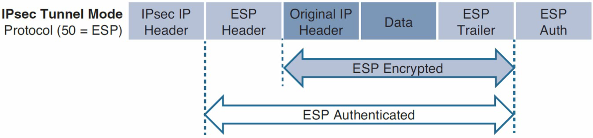 IPsec Tunnel Mode
Protocol (50 = ESP)
IPsec IP
Header
ESP
Header
Original IP
Header
Data
ESP
Trailer
ESP
Auth
ESP Encrypted
ESP Authenticated